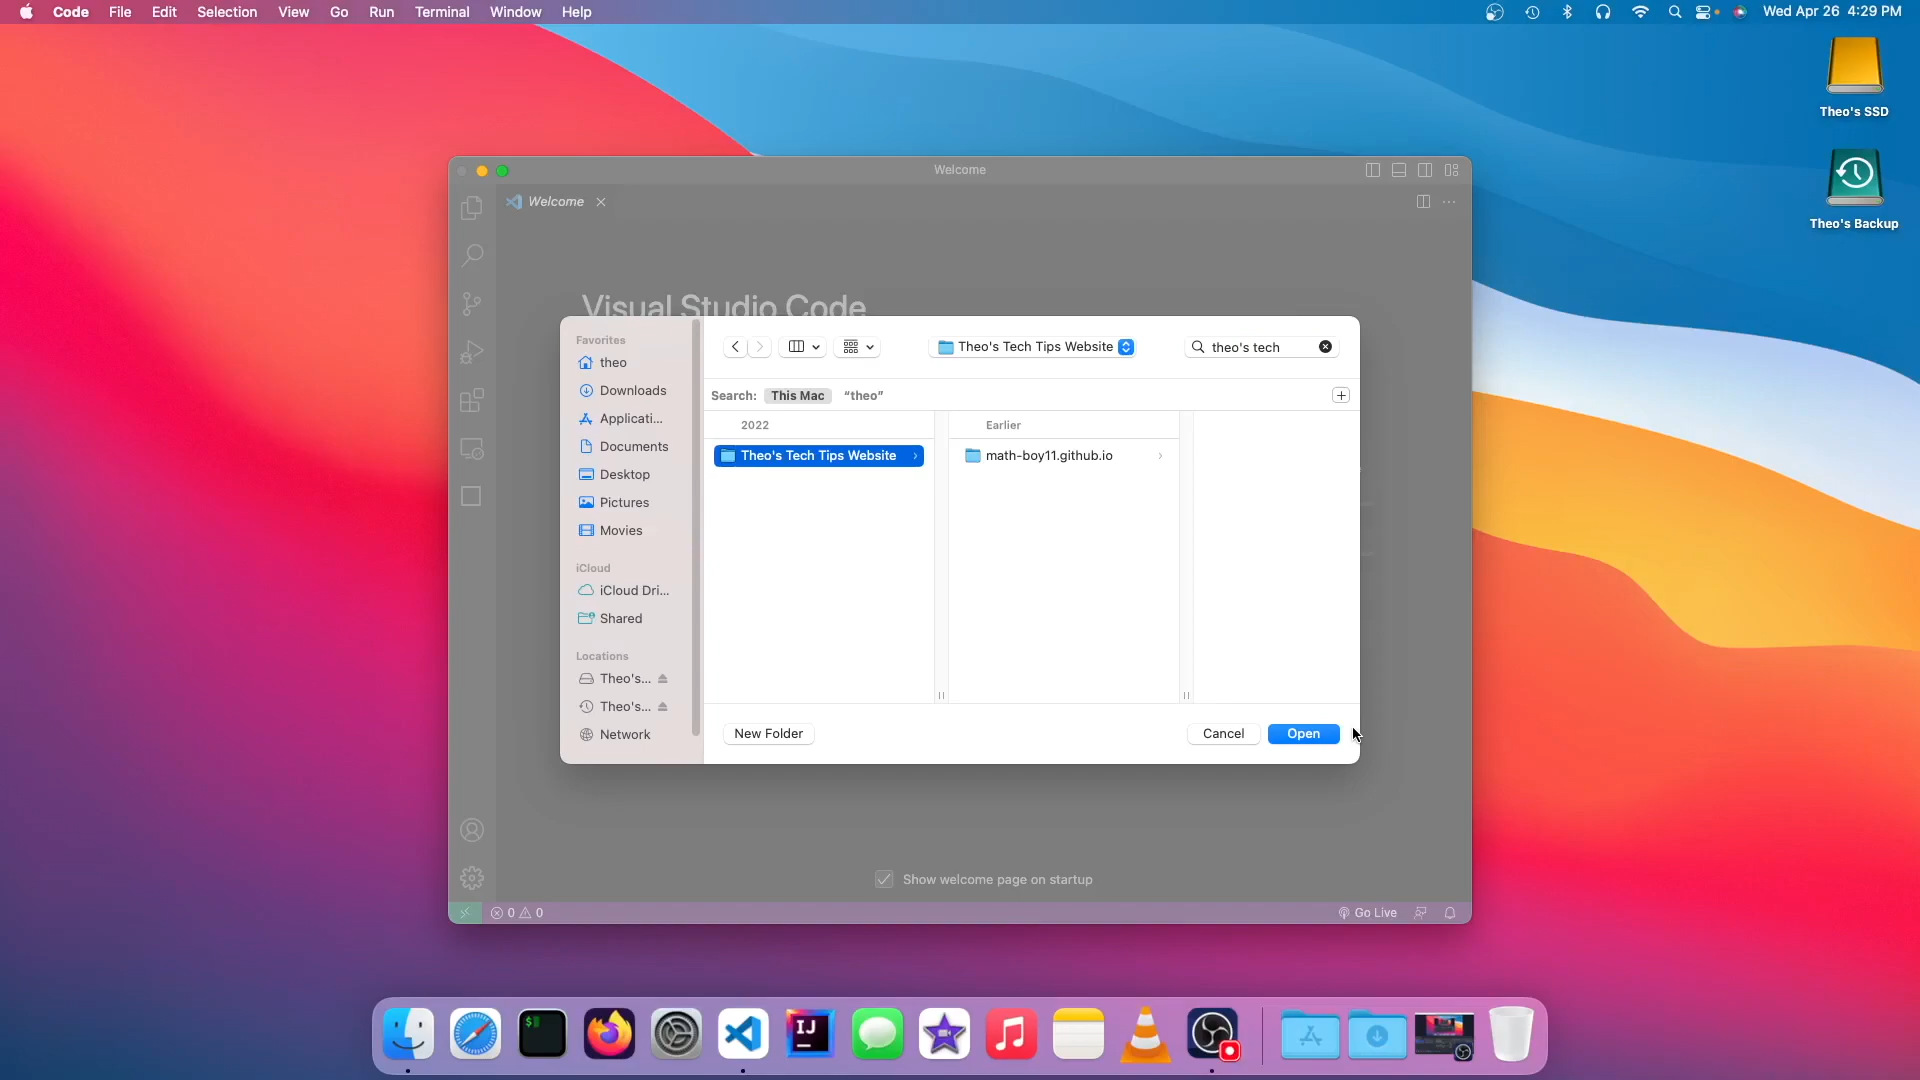 Code File Edit Selection View Go Run Terminal Window Help
Wed Apr 26 4:29 PM
Theo's SSD
Theo's Backup
Welcome
Welcome
Visual Studio Code
Favorites
theo
Downloads
Applicati...
Documents
Desktop
Pictures
Movies
iCloud
iCloud Dri...
Shared
Locations
Theo's...
Theo's...
Network
Theo's Tech Tips Website
theo's tech
Search: This Mac “theo”
2022
Theo's Tech Tips Website
Earlier
math-boy11.github.io
New Folder
Cancel
Open
Show welcome page on startup
0 0
Go Live
$
IJ